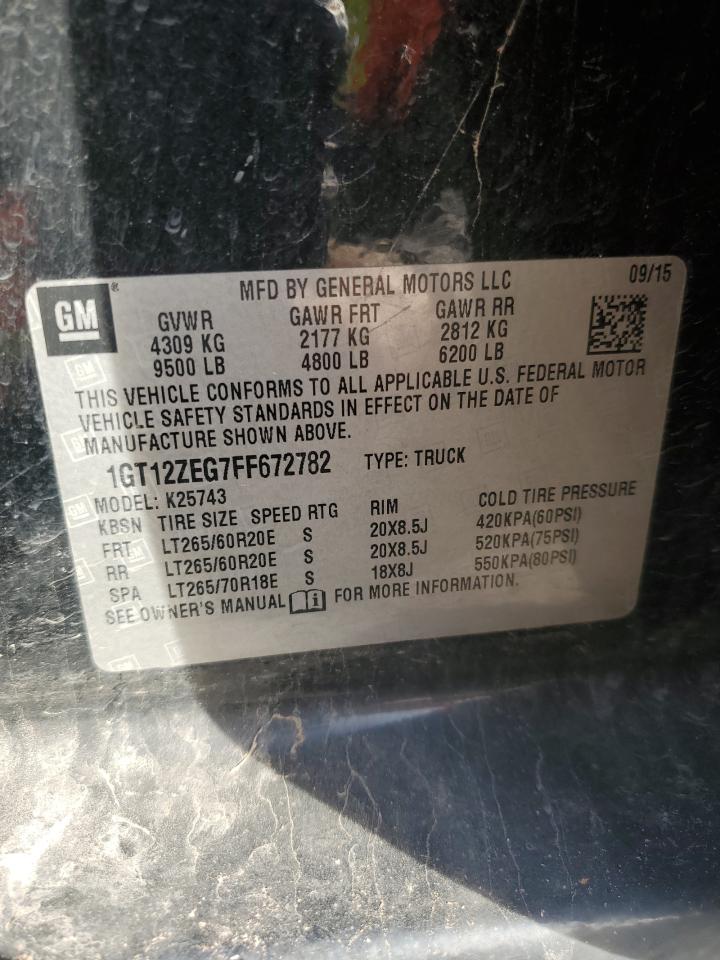 GM® MFD BY GENERAL MOTORS LLC 09/15
GVWR GAWR FRT GAWR RR
4309 KG 2177 KG 2812 KG
9500 LB 4800 LB 6200 LB
THIS VEHICLE CONFORMS TO ALL APPLICABLE U.S. FEDERAL MOTOR
VEHICLE SAFETY STANDARDS IN EFFECT ON THE DATE OF
MANUFACTURE SHOWN ABOVE.
1GT12ZEG7FF672782 TYPE: TRUCK
MODEL: K25743
KBSN TIRE SIZE SPEED RTG RIM COLD TIRE PRESSURE
FRT LT265/60R20E S 20X8.5J 420KPA(60PSI)
RR LT265/60R20E S 20X8.5J 520KPA(75PSI)
SPA LT265/70R18E S 18X8J 550KPA(80PSI)
SEE OWNER'S MANUAL i FOR MORE INFORMATION.